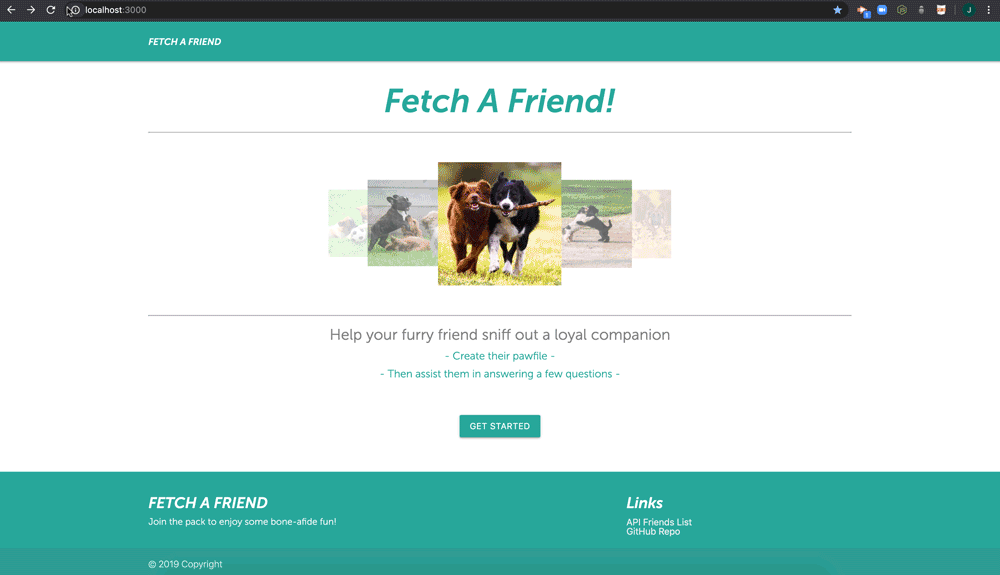 localhost:3000
J
FETCH A FRIEND
Fetch A Friend!
Help your furry friend sniff out a loyal companion
- Create their pawfile -
- Then assist them in answering a few questions -
GET STARTED
FETCH A FRIEND
Join the pack to enjoy some bone-afide fun!
Links
API Friends List
GitHub Repo
© 2019 Copyright